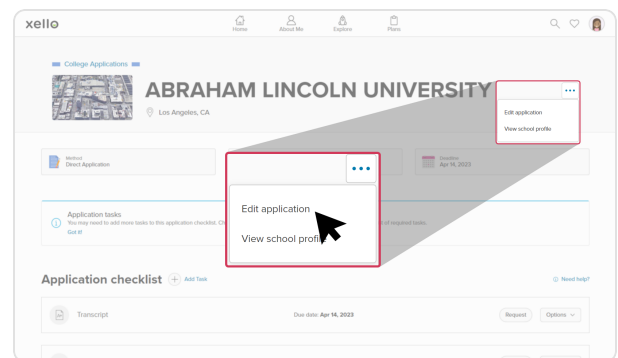 xello
Home
About Me
Explore
Plans
College Applications
ABRAHAM LINCOLN UNIVERSITY
Los Angeles, CA
Edit application
View school profile
Method
Direct Application
Deadline
Apr 19, 2023
Edit application
View school profile
Application tasks
You may need to add more tasks to this application checklist. Ch
t of required tasks.
Got it!
Application checklist
Add Task
Need help?
Transcript
Due date: Apr 14, 2023
Request
Options